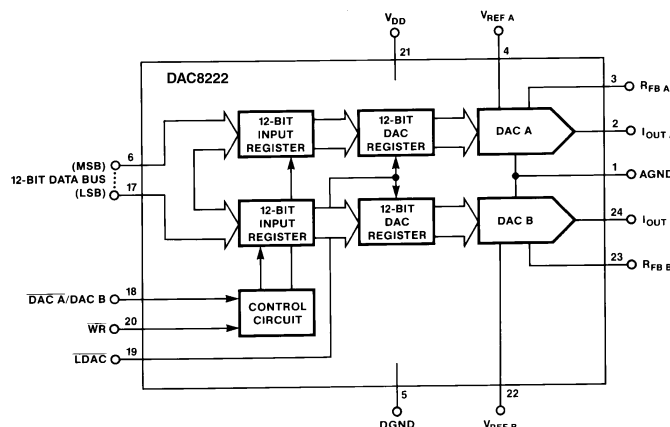 VDD
VREF A
21
4
DAC8222
3
RFB A
12-BIT
INPUT
REGISTER
12-BIT
DAC
REGISTER
DAC A
2
IOUT
6
(MSB)
12-BIT DATA BUS
(LSB)
17
1
AGND
12-BIT
INPUT
REGISTER
12-BIT
DAC
REGISTER
DAC B
24
IOUT
23
RFB B
18
DAC A/DAC B
CONTROL
CIRCUIT
20
WR
19
LDAC
5
22
DGND
VREF B